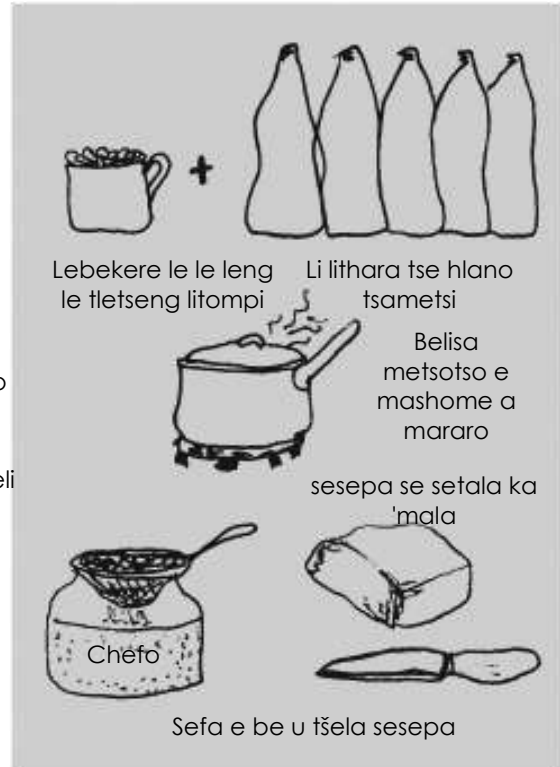 Lebekere le le leng
le tletseng litompi
Li lithara tse hlano
tsametsi
Belisa
metsotso e
mashome a
mararo
sesepa se setala ka
'mala
Chefo
Sefa e be u tšela sesepa